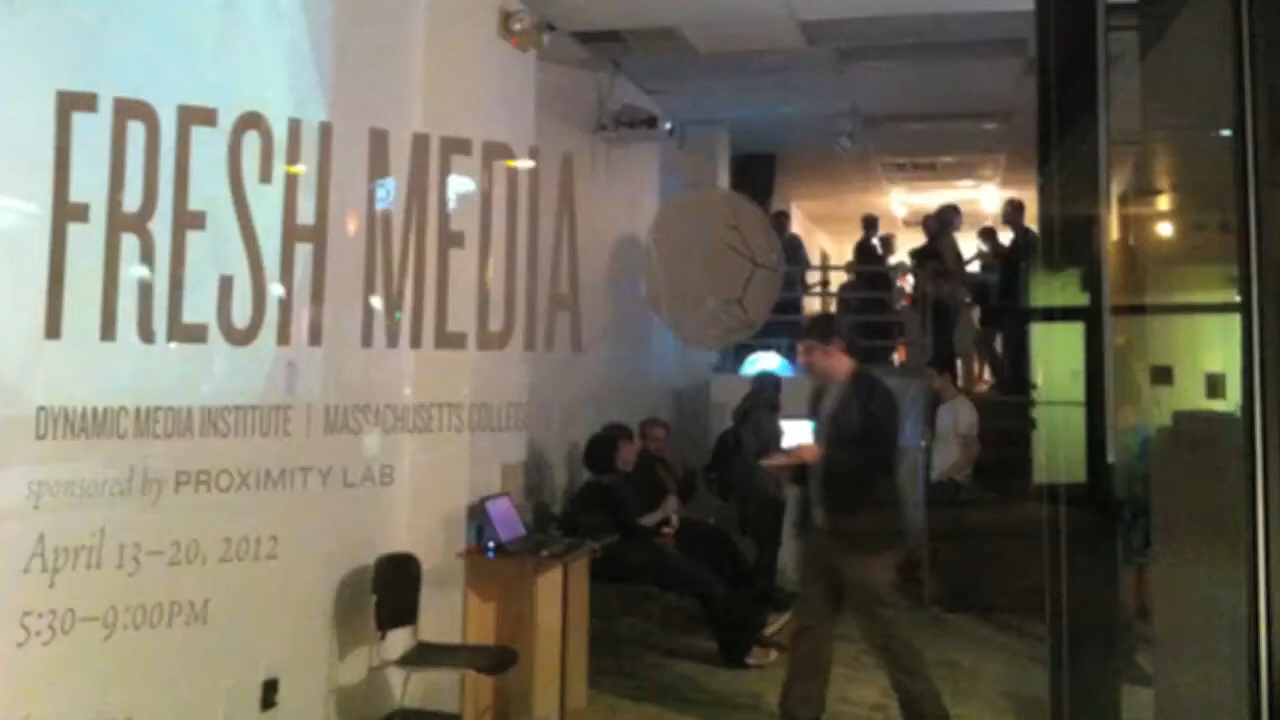 FRESH MEDIA
DYNAMIC MEDIA INSTITUTE | MASSACHUSETTS COLLEGE
sponsored by PROXIMITY LAB
April 13–20, 2012
5:30–9:00PM